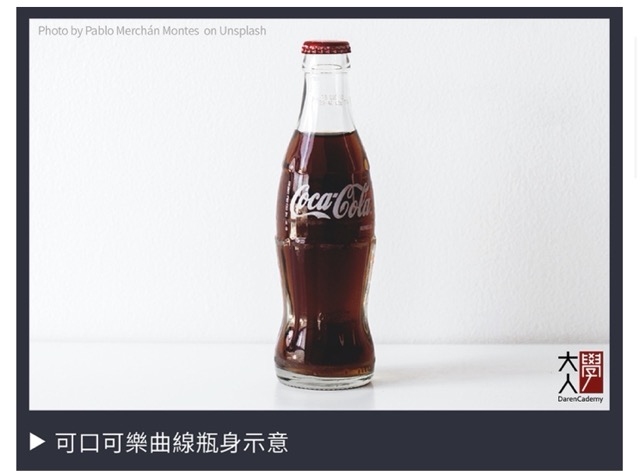 Photo by Pablo Merchán Montes on Unsplash
Coca-Cola
大學
人
DarenCademy
▶ 可口可樂曲線瓶身示意